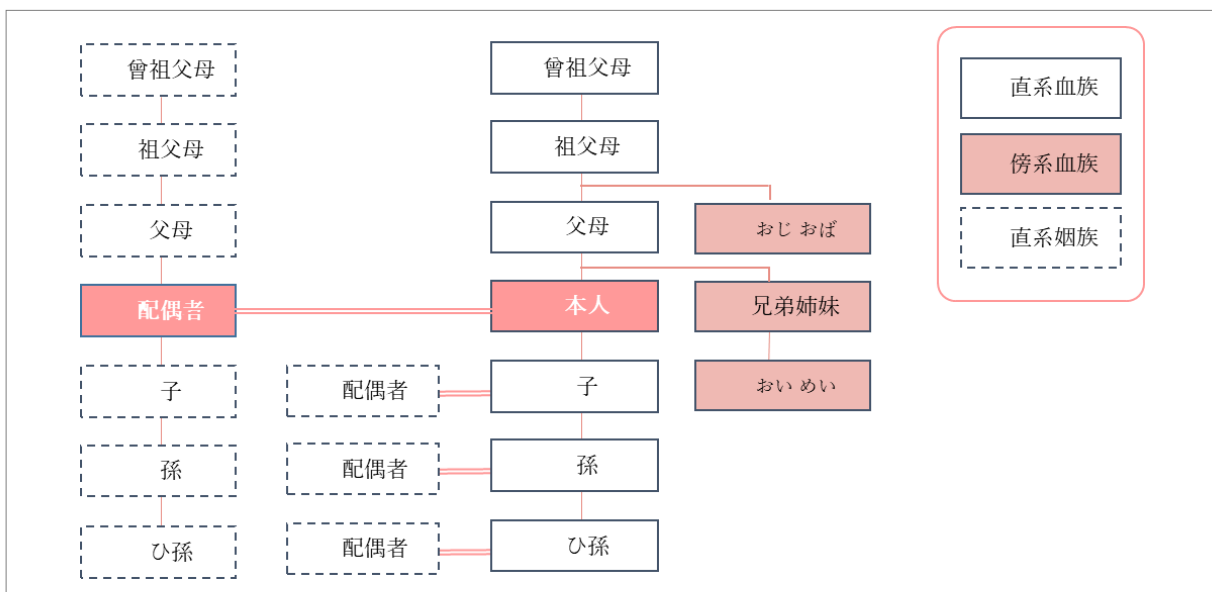 曾祖父母
祖父母
父母
配偶者
子
孫
ひ孫
配偶者
配偶者
配偶者
曾祖父母
祖父母
父母
本人
子
孫
ひ孫
おじ おば
兄弟姉妹
おい めい
直系血族
傍系血族
直系姻族